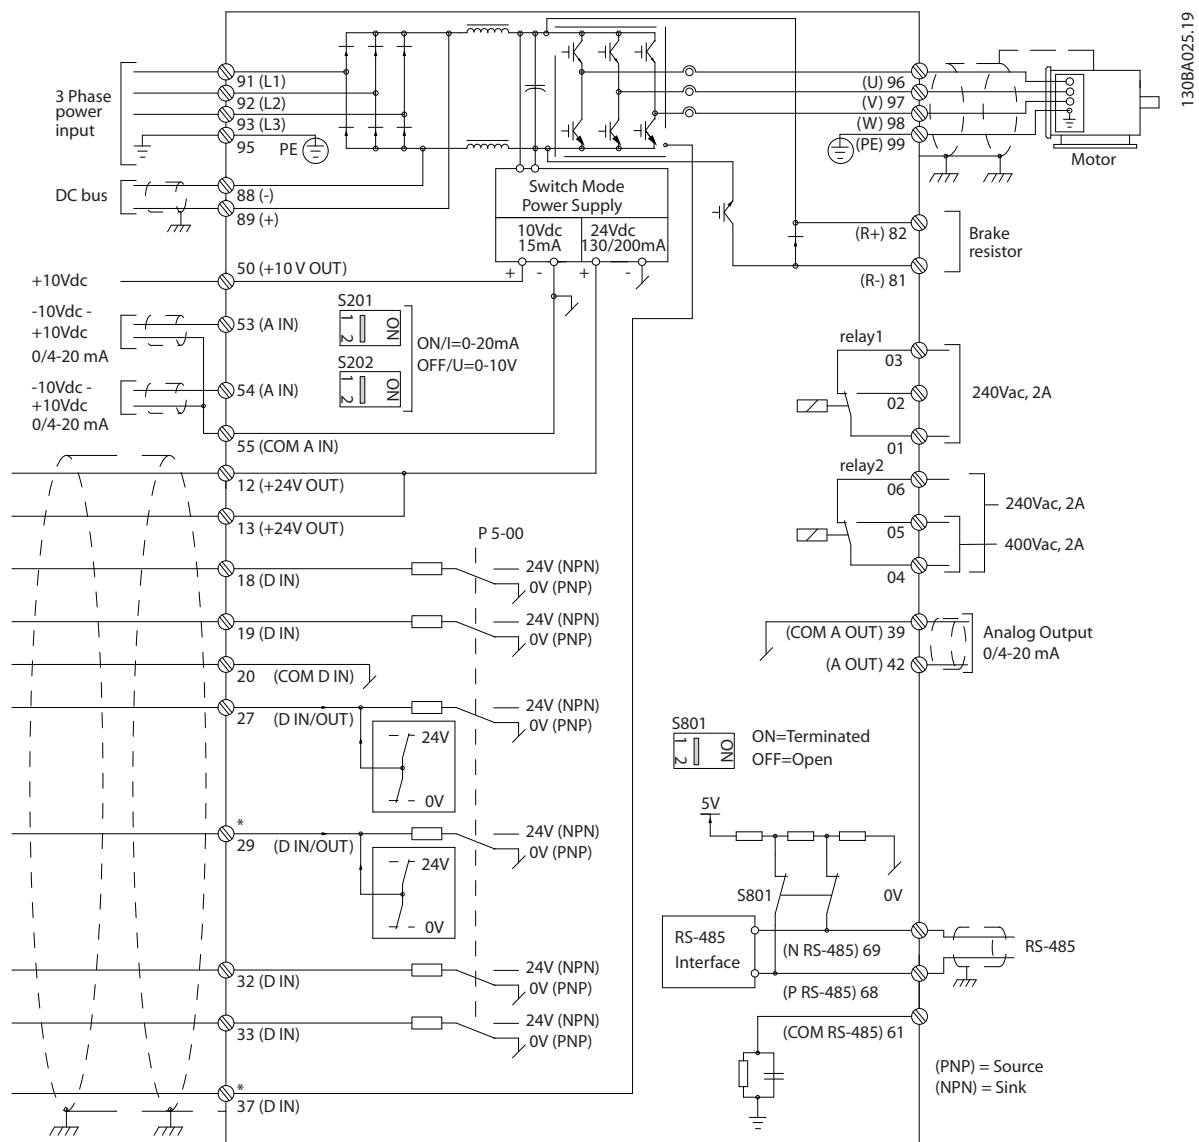 130BA025.19
3 Phase
power
input
91 (L1)
92 (L2)
93 (L3)
95
PE
DC bus
88 (-)
89 (+)
Switch Mode
Power Supply
10Vdc
15mA
24Vdc
130/200mA
+ - + -
(U) 96
(V) 97
(W) 98
(PE) 99
Motor
(R+) 82
(R-) 81
Brake
resistor
+10Vdc
50 (+10 V OUT)
-10Vdc -
+10Vdc
0/4-20 mA
53 (A IN)
-10Vdc -
+10Vdc
0/4-20 mA
54 (A IN)
55 (COM A IN)
S201
1 2 ON
S202
1 2 ON
ON/I=0-20mA
OFF/U=0-10V
12 (+24V OUT)
13 (+24V OUT)
P 5-00
18 (D IN)
24V (NPN)
0V (PNP)
19 (D IN)
24V (NPN)
0V (PNP)
20 (COM D IN)
27 (D IN/OUT)
24V (NPN)
0V (PNP)
24V
0V
*
29 (D IN/OUT)
24V (NPN)
0V (PNP)
24V
0V
32 (D IN)
24V (NPN)
0V (PNP)
33 (D IN)
24V (NPN)
0V (PNP)
*
37 (D IN)
relay1
03
02
01
240Vac, 2A
relay2
06
05
04
240Vac, 2A
400Vac, 2A
(COM A OUT) 39
(A OUT) 42
Analog Output
0/4-20 mA
S801
1 2 ON
ON=Terminated
OFF=Open
5V
S801
0V
RS-485
Interface
(N RS-485) 69
(P RS-485) 68
(COM RS-485) 61
RS-485
(PNP) = Source
(NPN) = Sink